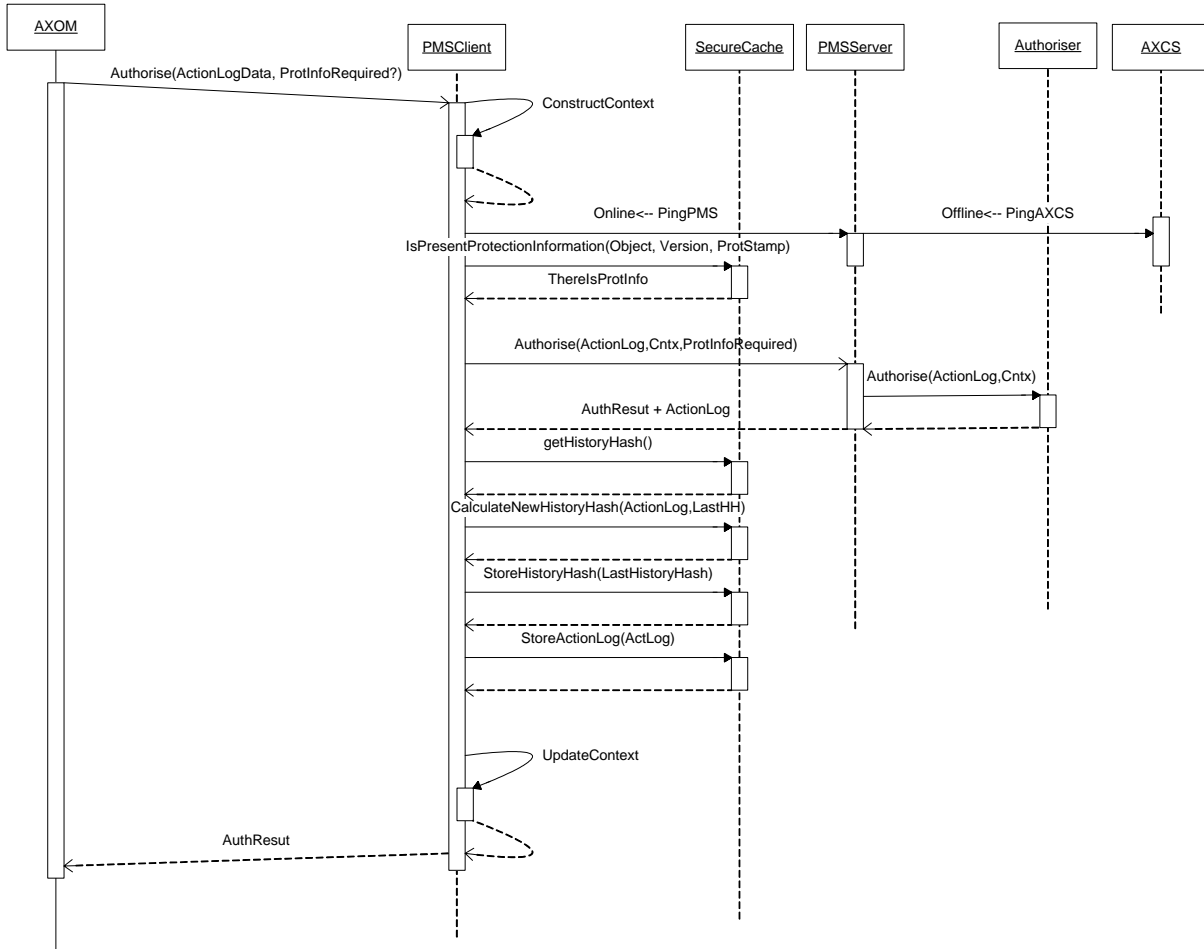 AXOM
PMSClient
SecureCache
PMSServer
Authoriser
AXCS
Authorise(ActionLogData, ProtInfoRequired?)
ConstructContext
Online<-- PingPMS
Offline<-- PingAXCS
IsPresentProtectionInformation(Object, Version, ProtStamp)
ThereIsProtInfo
Authorise(ActionLog,Cntx,ProtInfoRequired)
Authorise(ActionLog,Cntx)
AuthResut + ActionLog
getHistoryHash()
CalculateNewHistoryHash(ActionLog,LastHH)
StoreHistoryHash(LastHistoryHash)
StoreActionLog(ActLog)
UpdateContext
AuthResut